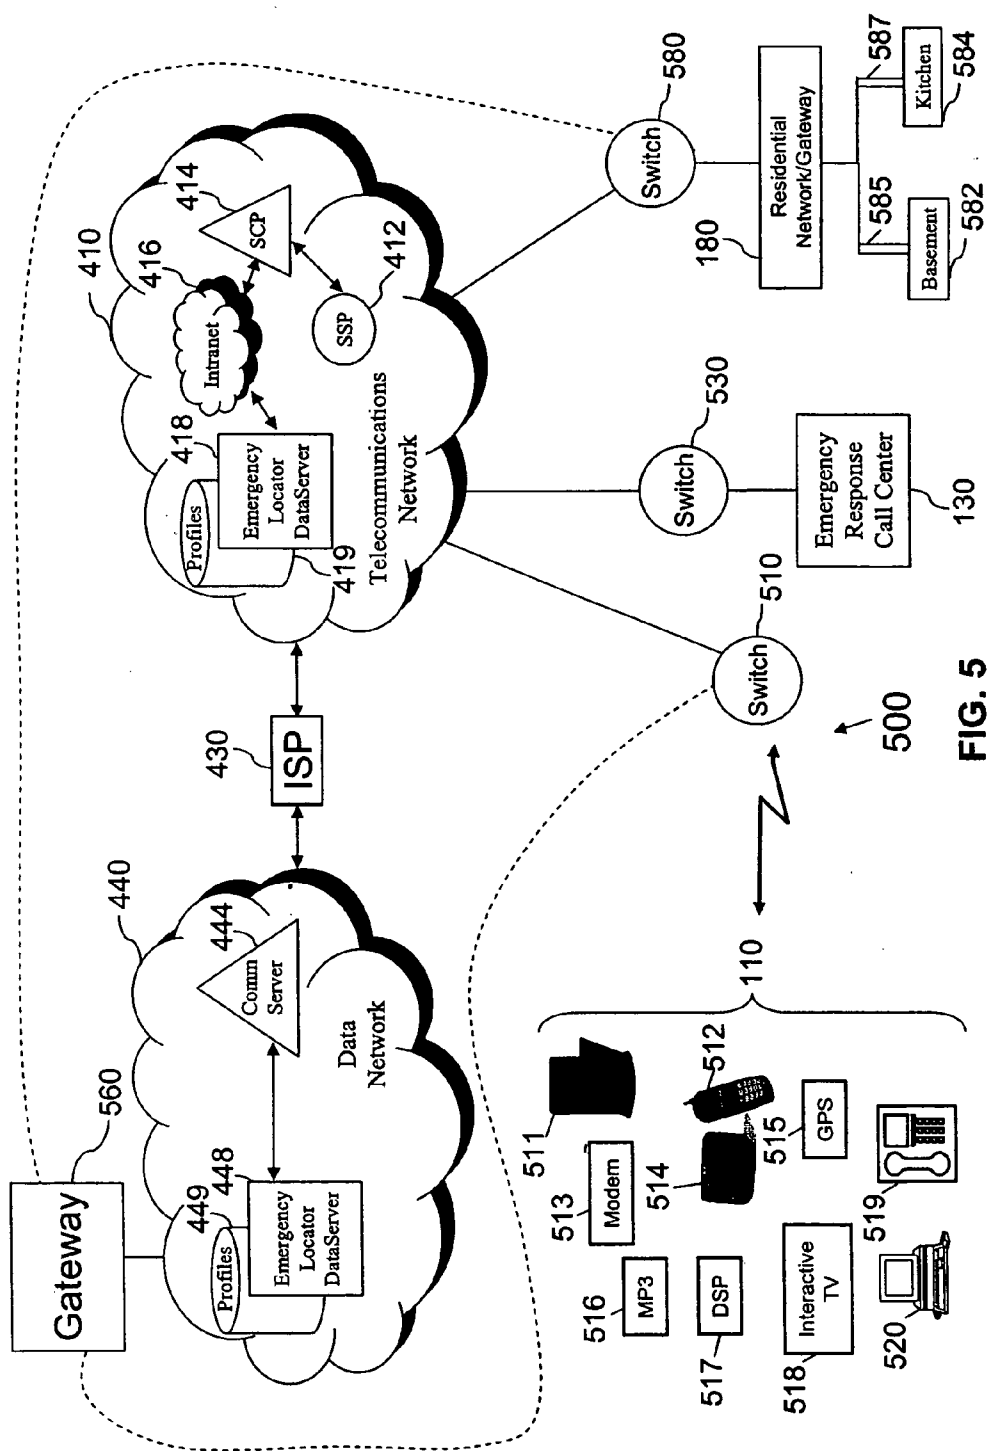 Gateway
560
440
Profiles
449
448
Emergency
Locator
DataServer
444
Comm
Server
Data
Network
430
ISP
410
Profiles
418
Emergency
Locator
DataServer
419
416
Intranet
414
SCP
SSP
412
Telecommunications
Network
Switch
580
180
Residential
Network/Gateway
585
587
Basement
582
Kitchen
584
Switch
530
Emergency
Response
Call Center
130
Switch
510
500
110
511
512
513
Modem
514
515
GPS
516
MP3
517
DSP
518
Interactive
TV
519
520
FIG. 5